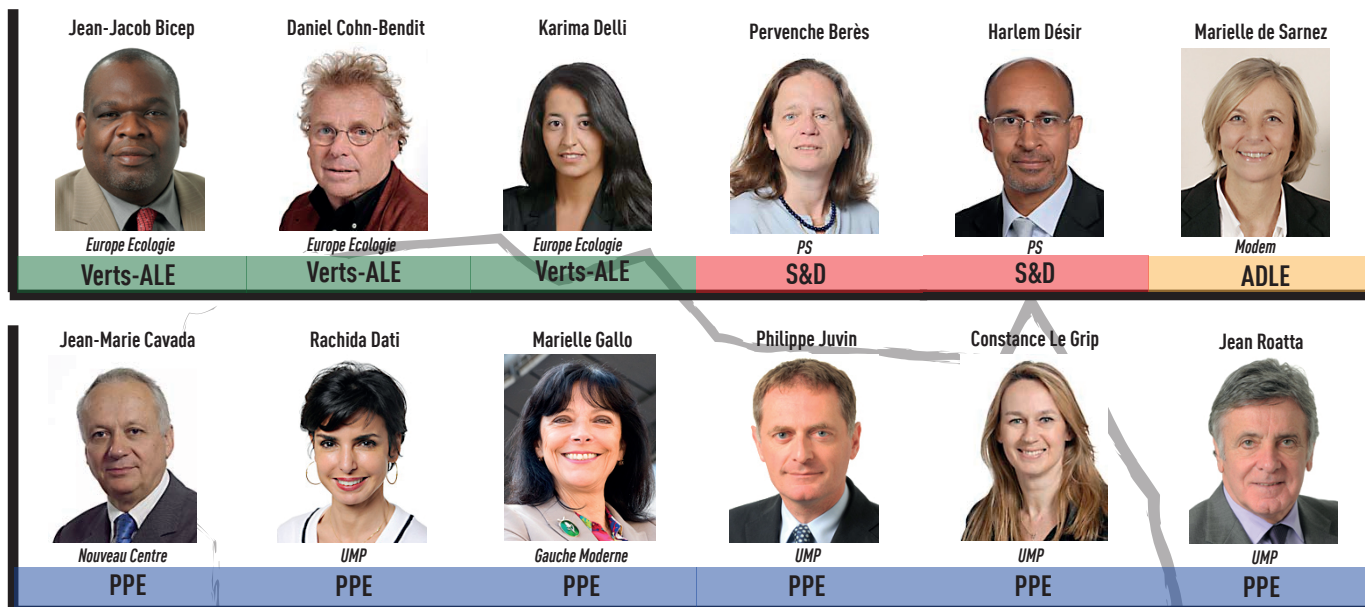 Jean-Jacob Bicep
Daniel Cohn-Bendit
Karima Delli
Pervenche Berès
Harlem Désir
Marielle de Sarnez
Europe Ecologie
Europe Ecologie
Europe Ecologie
PS
PS
Modem
Verts-ALE
Verts-ALE
Verts-ALE
S&D
S&D
ADLE
Jean-Marie Cavada
Rachida Dati
Marielle Gallo
Philippe Juvin
Constance Le Grip
Jean Roatta
Nouveau Centre
UMP
Gauche Moderne
UMP
UMP
UMP
PPE
PPE
PPE
PPE
PPE
PPE